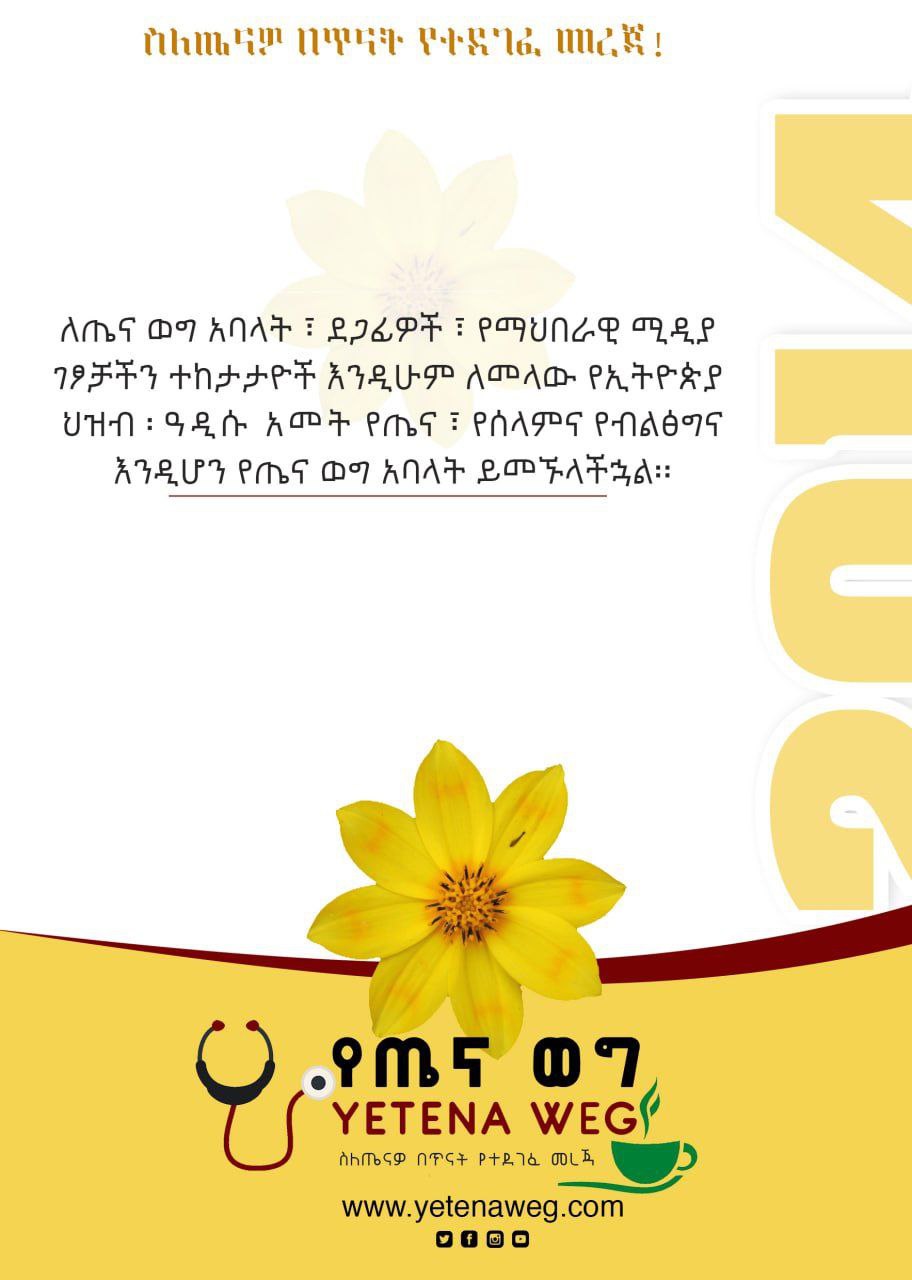 ስለጤናዎ በጥናት የተደገፈ መረጃ!
ለጤና ወግ አባላት ፣ ደጋፊዎች ፣ የማህበራዊ ሚዲያ
ገፆቻችን ተከታታዮች እንዲሁም ለመላው የኢትዮጵያ
ህዝብ ፡ ዓዲሱ አመት የጤና ፣ የሰላምና የብልፅግና
እንዲሆን የጤና ወግ አባላት ይመኙላችኋል፡፡
2014
የጤና ወግ
YETENA WEG
ስለጤናዎ በጥናት የተደገፈ መረጃ
www.yetenaweg.com